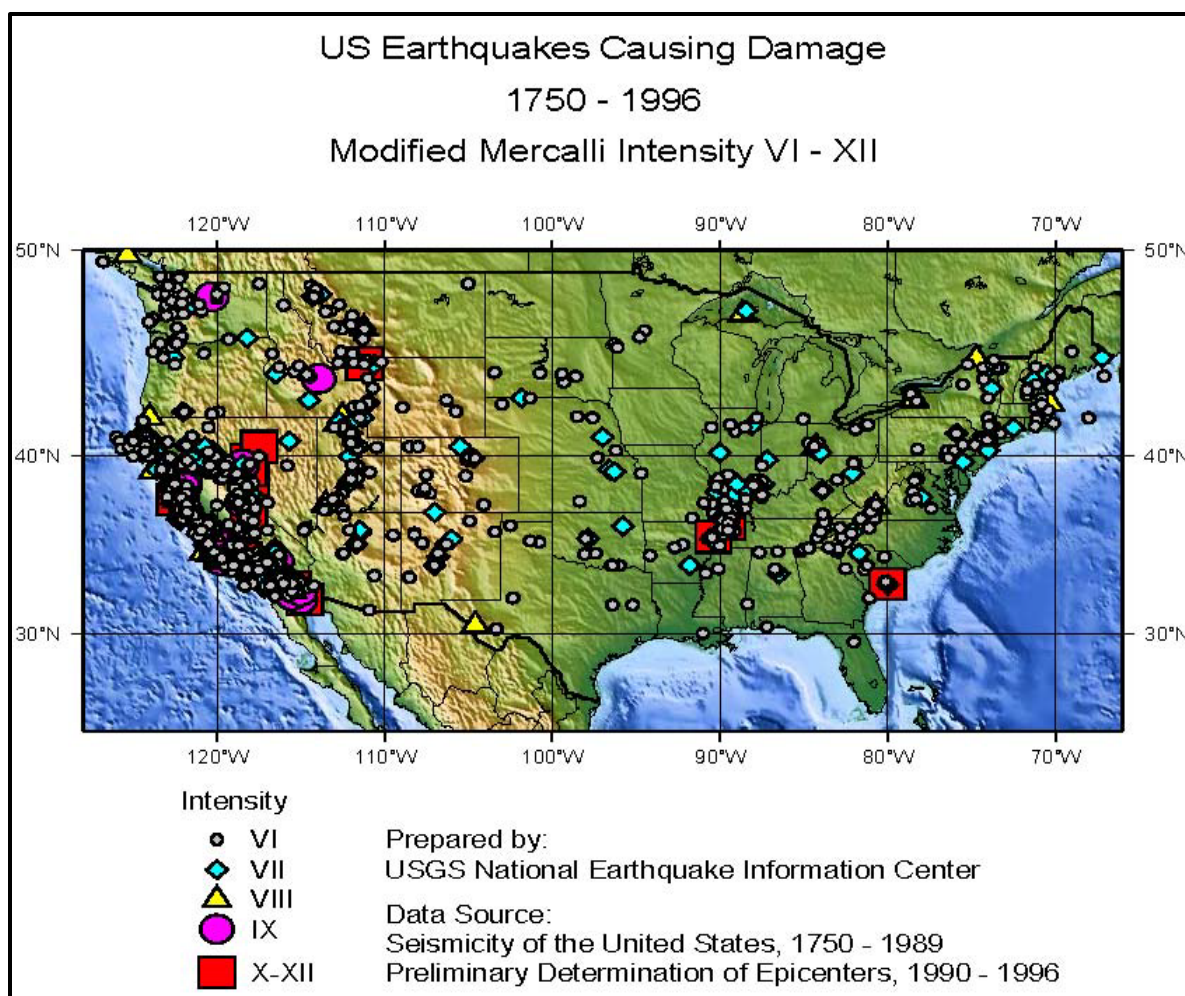 US Earthquakes Causing Damage
1750 - 1996
Modified Mercalli Intensity VI - XII
120°W 110°W 100°W 90°W 80°W 70°W
50°N 50°N
40°N 40°N
30°N 30°N
120°W 110°W 100°W 90°W 80°W 70°W
Intensity
VI
VII
VIII
IX
X-XII
Prepared by:
USGS National Earthquake Information Center
Data Source:
Seismicity of the United States, 1750 - 1989
Preliminary Determination of Epicenters, 1990 - 1996